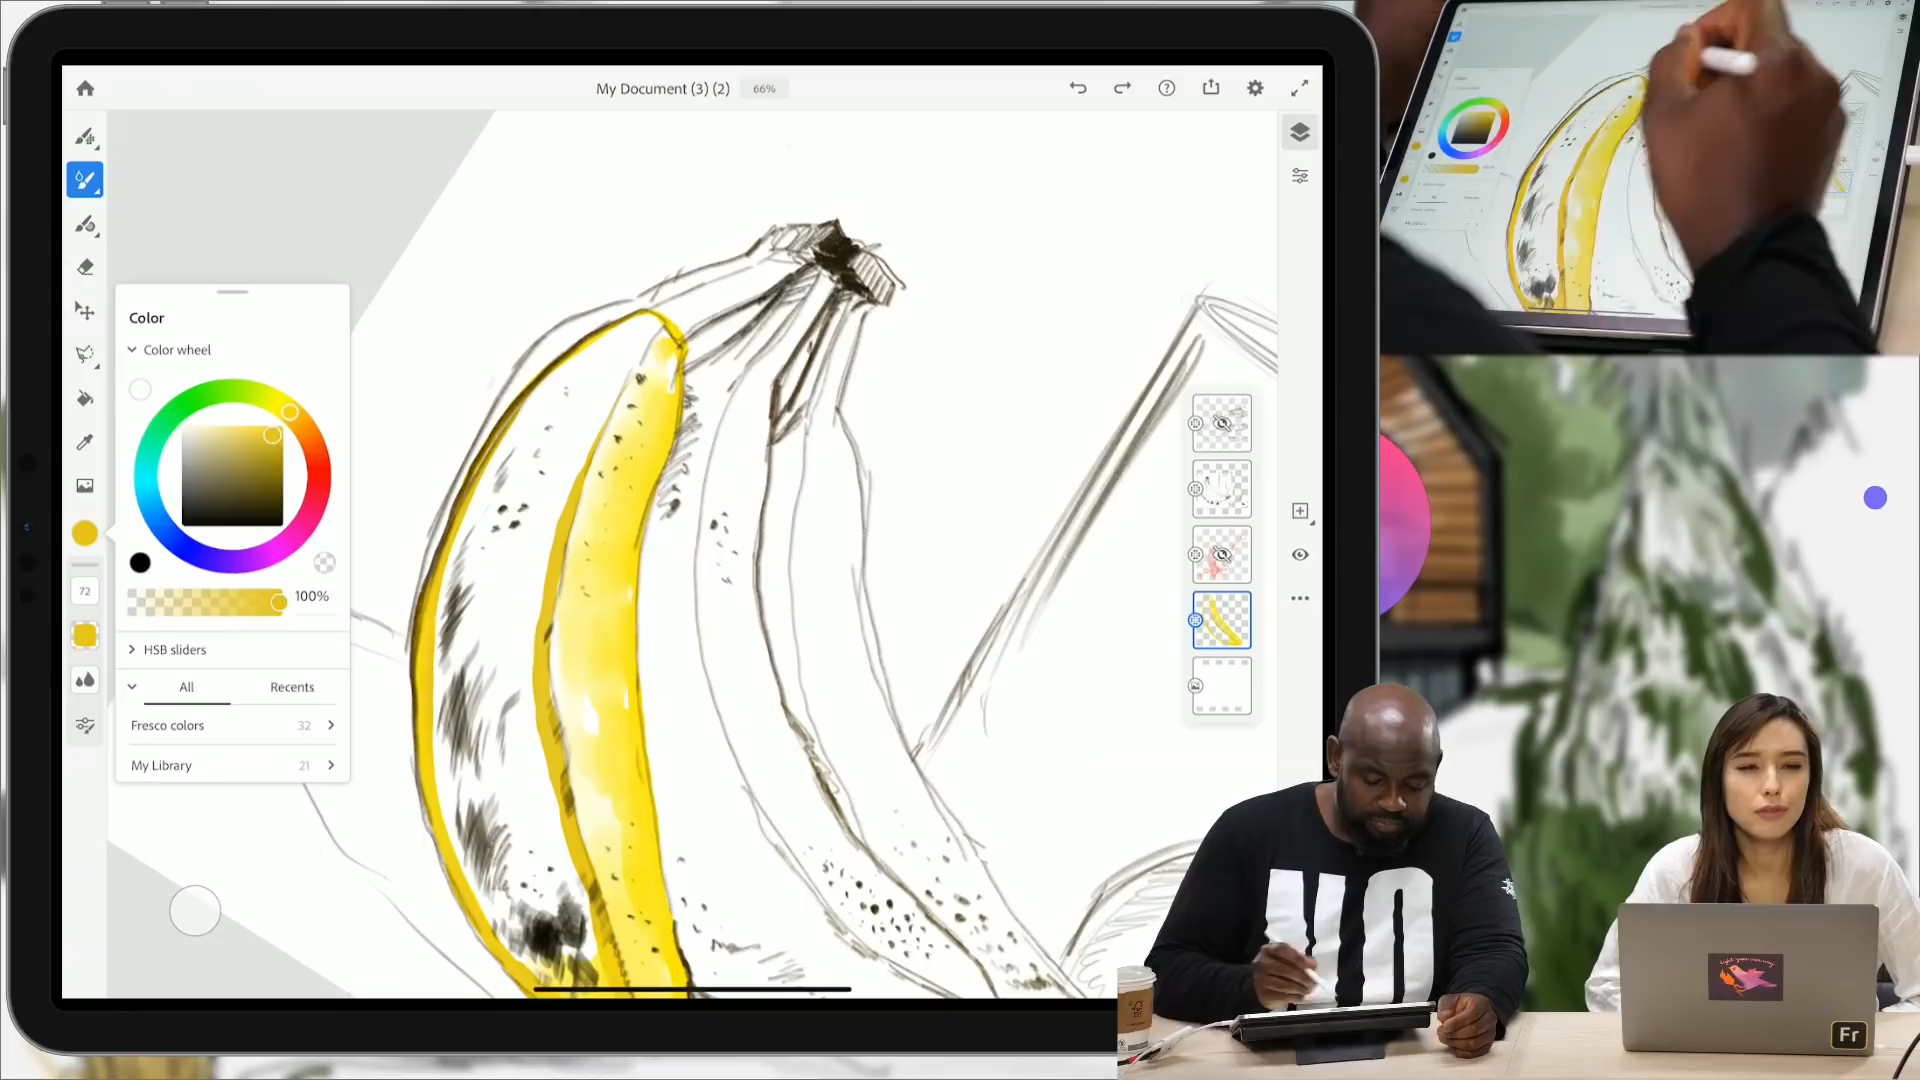 My Document (3) (2)
66%
Color
Color wheel
100%
HSB sliders
All
Recents
Fresco colors
32
My Library
21
72
NO
Fr